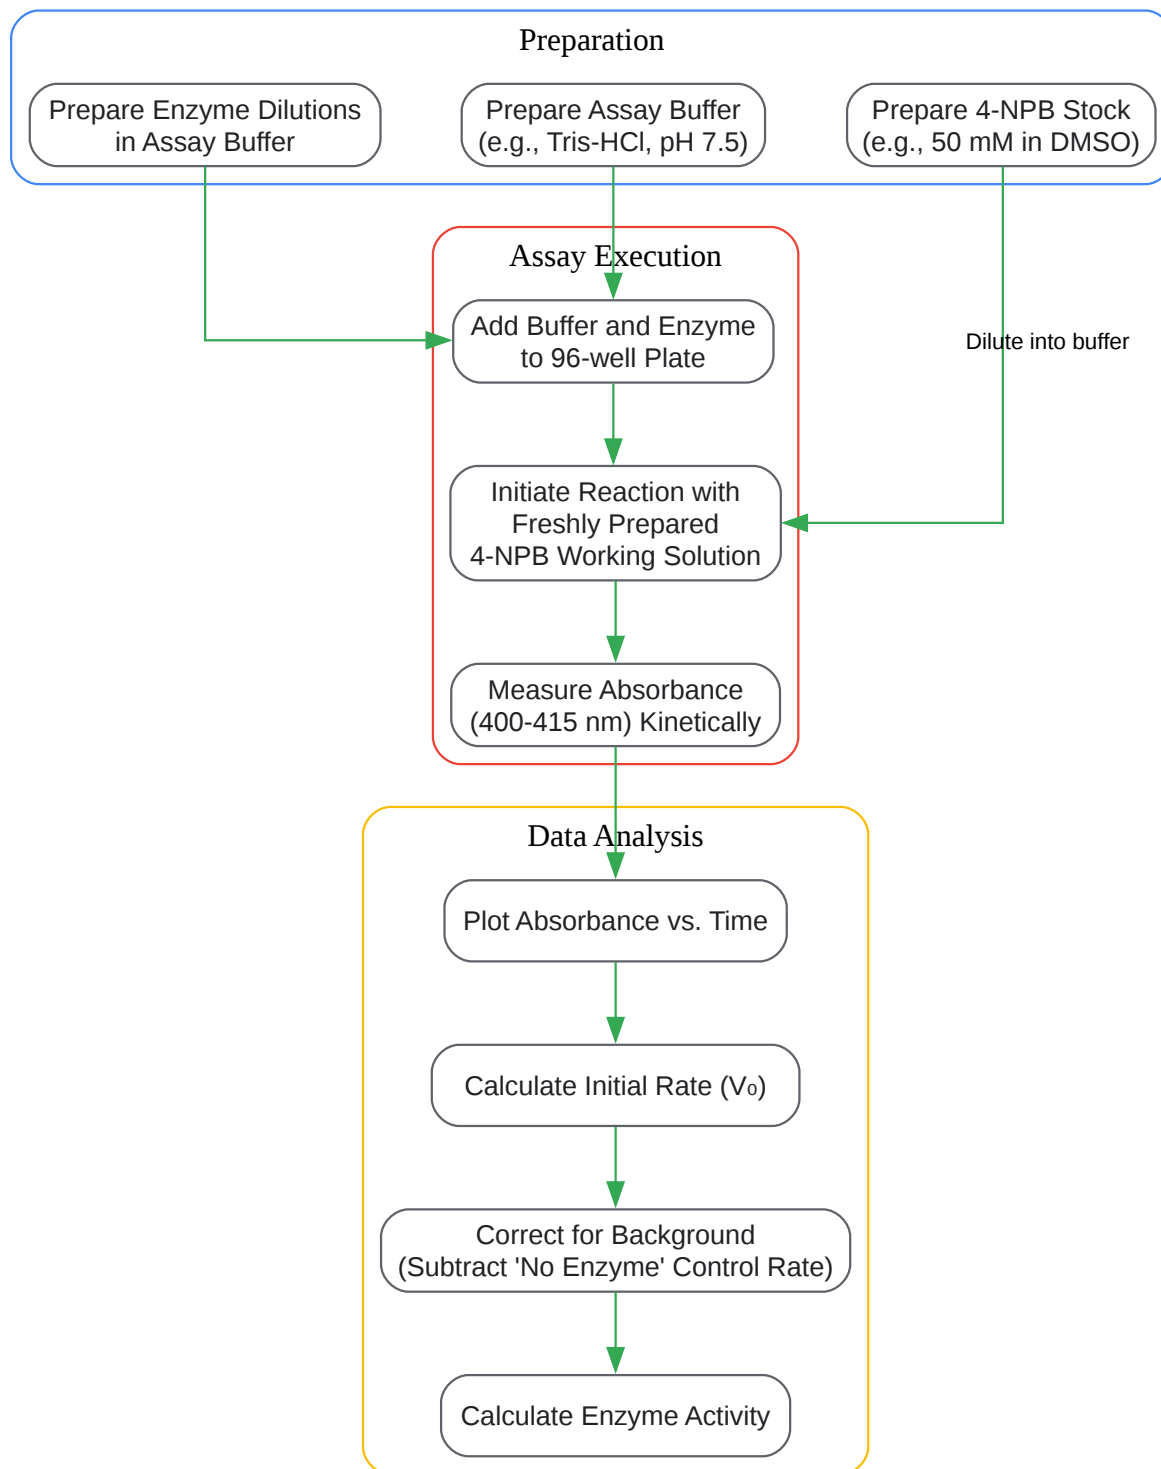 Preparation
Prepare Enzyme Dilutions
in Assay Buffer
Prepare Assay Buffer
(e.g., Tris-HCl, pH 7.5)
Prepare 4-NPB Stock
(e.g., 50 mM in DMSO)
Assay Execution
Add Buffer and Enzyme
to 96-well Plate
Dilute into buffer
Initiate Reaction with
Freshly Prepared
4-NPB Working Solution
Measure Absorbance
(400-415 nm) Kinetically
Data Analysis
Plot Absorbance vs. Time
Calculate Initial Rate (V₀)
Correct for Background
(Subtract 'No Enzyme' Control Rate)
Calculate Enzyme Activity